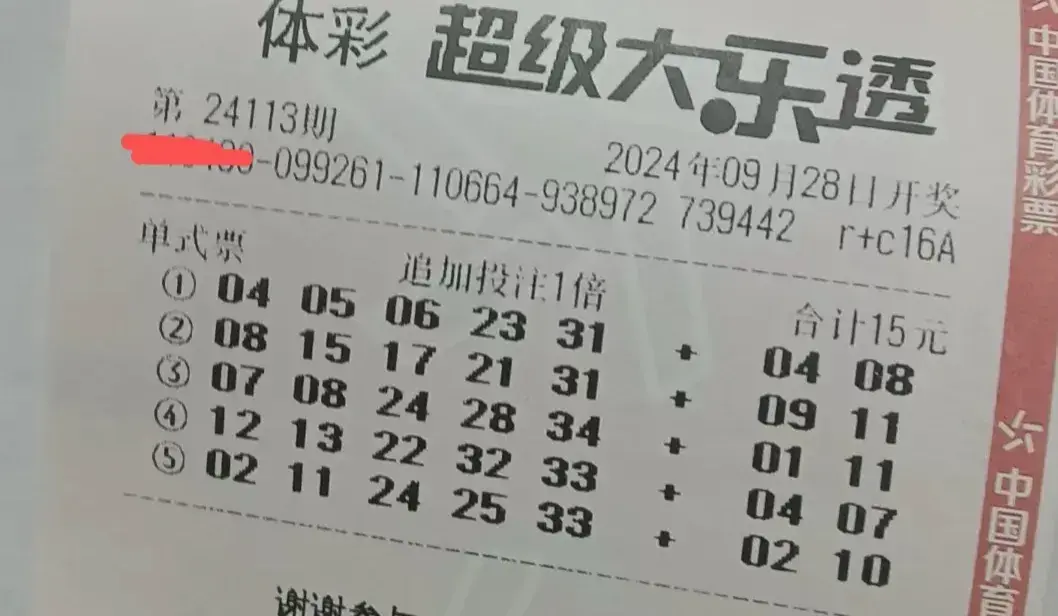 体彩 超级大乐透
第 24113期
2024年09月28日开奖
-099261-110664-938972 739442 r+c16A
单式票 追加投注1倍 合计15元
① 04 05 06 23 31 + 04 08
② 08 15 17 21 31 + 09 11
③ 07 08 24 28 34 + 01 11
④ 12 13 22 32 33 + 04 07
⑤ 02 11 24 25 33 + 02 10
谢谢参与
中国体育彩票
中国体育